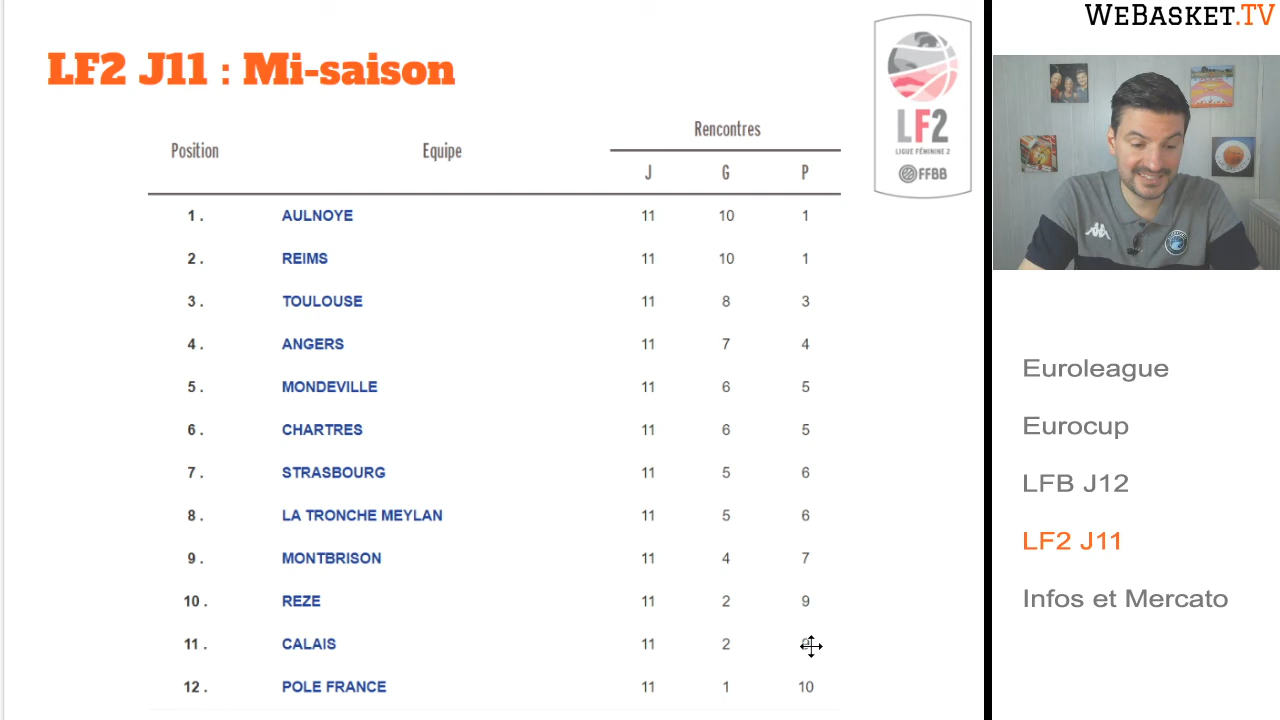 WEBASKET.TV
LF2 J11 : Mi-saison
LF2
LIGUE FÉMININE 2
FFBB
Rencontres
Position Equipe
J G P
1 . AULNOYE 11 10 1
2 . REIMS 11 10 1
3 . TOULOUSE 11 8 3
4 . ANGERS 11 7 4
5 . MONDEVILLE 11 6 5
6 . CHARTRES 11 6 5
7 . STRASBOURG 11 5 6
8 . LA TRONCHE MEYLAN 11 5 6
9 . MONTBRISON 11 4 7
10 . REZE 11 2 9
11 . CALAIS 11 2
12 . POLE FRANCE 11 1 10
Euroleague
Eurocup
LFB J12
LF2 J11
Infos et Mercato